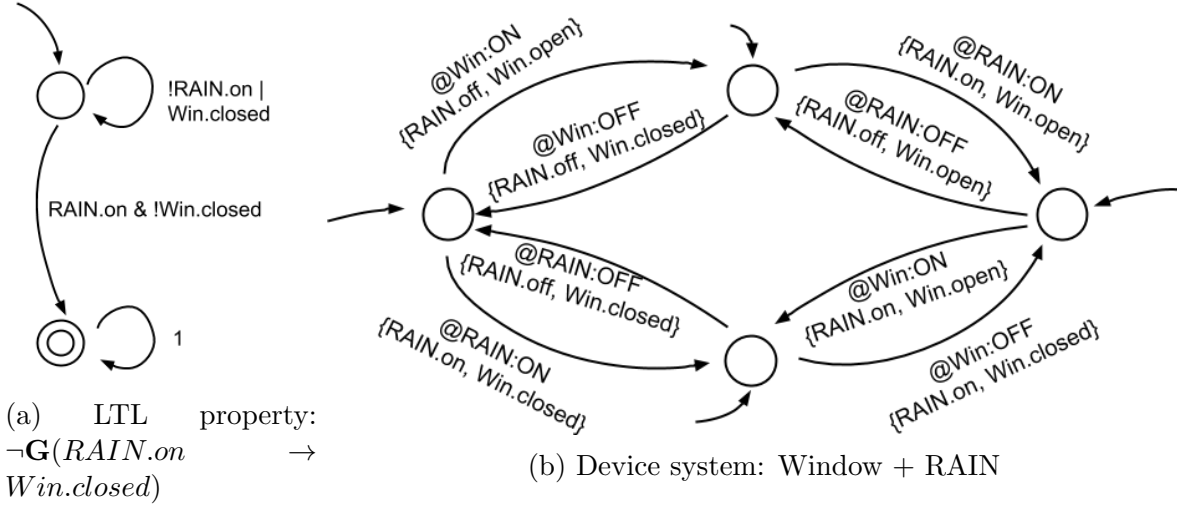 !RAIN.on |
Win.closed
RAIN.on & !Win.closed
1
(a) LTL property:
¬G(RAIN.on →
Win.closed)
@Win:ON
{RAIN.off, Win.open}
@Win:OFF
{RAIN.off, Win.closed}
@RAIN:ON
{RAIN.on, Win.open}
@RAIN:OFF
{RAIN.off, Win.open}
@RAIN:OFF
{RAIN.off, Win.closed}
@RAIN:ON
{RAIN.on, Win.closed}
@Win:ON
{RAIN.on, Win.open}
@Win:OFF
{RAIN.on, Win.closed}
(b) Device system: Window + RAIN